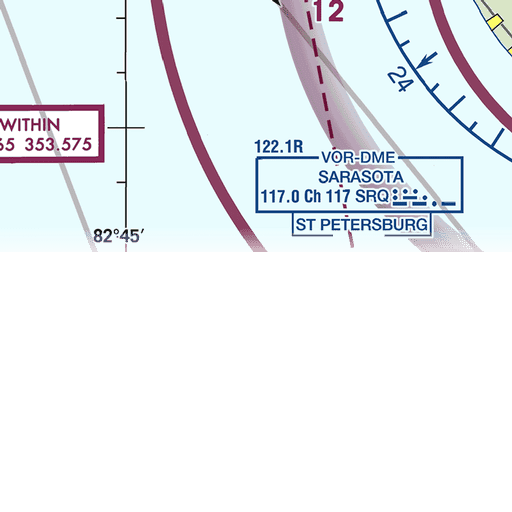 12
24
WITHIN
65 353.575
122.1R
VOR-DME
SARASOTA
117.0 Ch 117 SRQ
ST PETERSBURG
82°45′